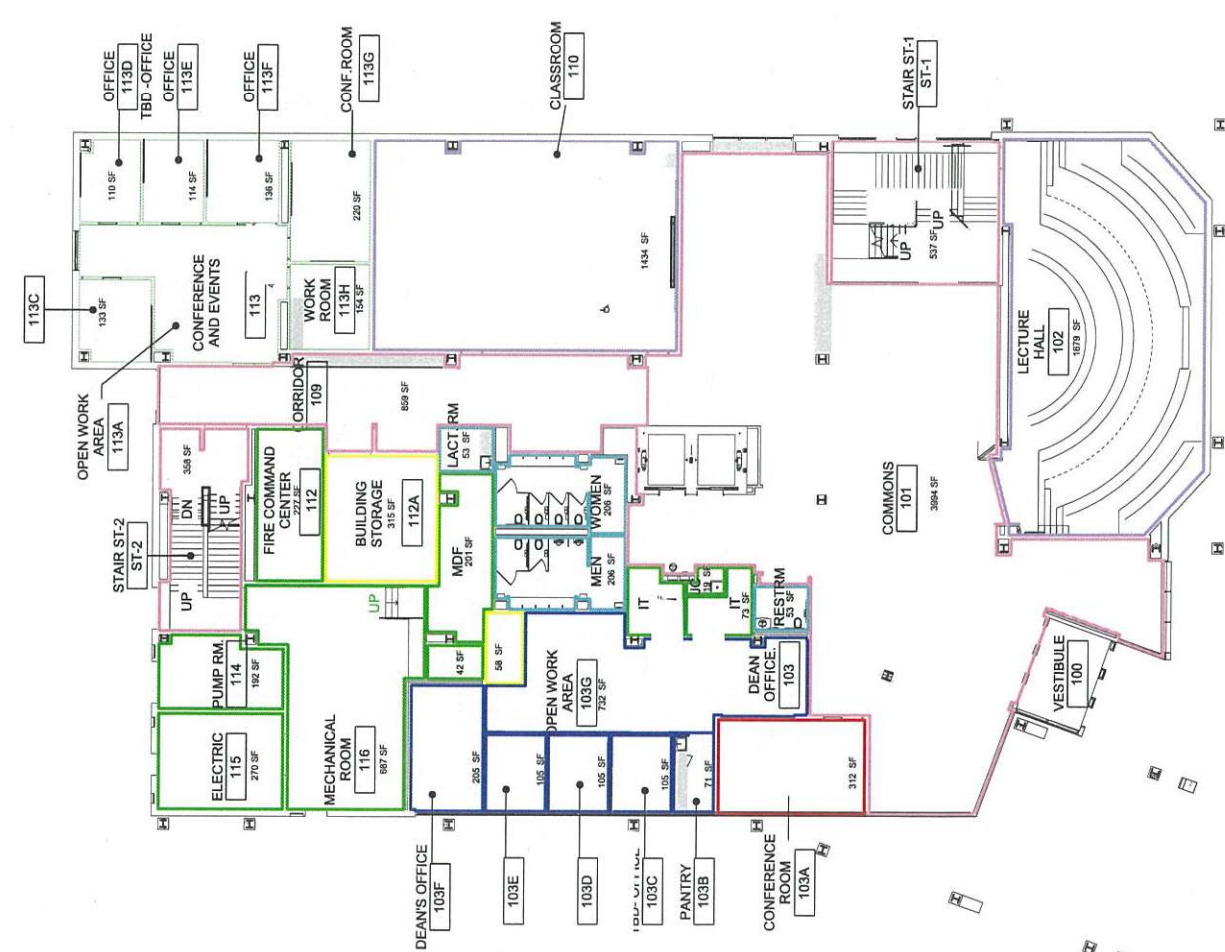 OFFICE
113D
TBD -OFFICE
OFFICE
113E
OFFICE
113F
CONF.ROOM
113G
CLASSROOM
110
STAIR ST-1
ST-1
110 SF
114 SF
136 SF
220 SF
1434 SF
113C
133 SF
CONFERENCE
AND EVENTS
113
WORK
ROOM
113H
154 SF
UP
UP
537 SF
LECTURE
HALL
102
1679 SF
OPEN WORK
AREA
113A
ORRIDOR
109
859 SF
STAIR ST-2
ST-2
358 SF
DN
UP
UP
FIRE COMMAND
CENTER
227 SF
112
BUILDING
STORAGE
315 SF
112A
LACT.RM
53 SF
MDF
201 SF
WOMEN
206 SF
MEN
206 SF
COMMONS
101
3994 SF
UP
IT
19 SF
IT
73 SF
RESTRM
53 SF
PUMP RM.
114
192 SF
42 SF
58 SF
OPEN WORK
AREA
103G
732 SF
DEAN
OFFICE.
103
VESTIBULE
100
ELECTRIC
115
270 SF
MECHANICAL
ROOM
116
687 SF
205 SF
105 SF
105 SF
105 SF
71 SF
312 SF
DEAN'S OFFICE
103F
103E
103D
103C
PANTRY
103B
CONFERENCE
ROOM
103A